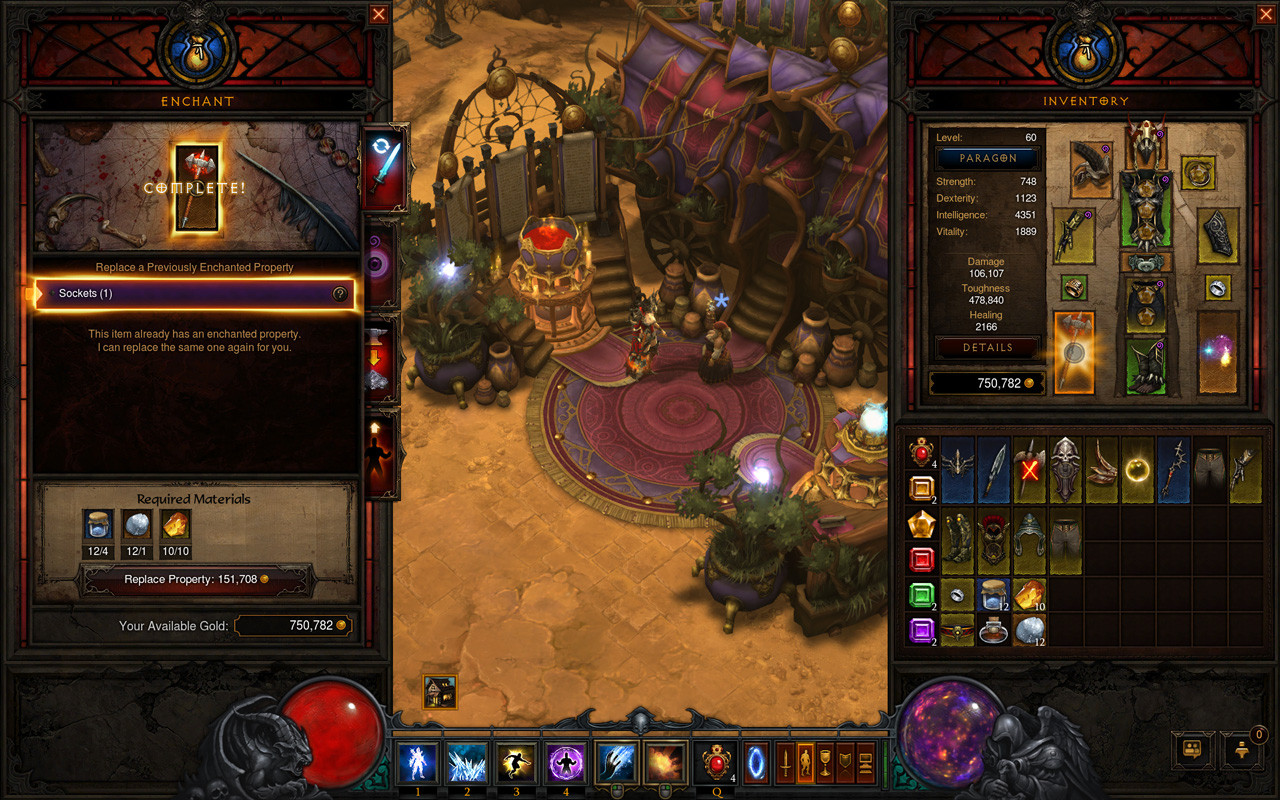 ENCHANT
COMPLETE!
Replace a Previously Enchanted Property
Sockets (1)
?
This item already has an enchanted property.
I can replace the same one again for you.
Required Materials
12/4 12/1 10/10
Replace Property: 151,708
Your Available Gold: 750,782
1 2 3 4 4 Q
INVENTORY
Level: 60
PARAGON
Strength: 748
Dexterity: 1123
Intelligence: 4351
Vitality: 1889
Damage
106,107
Toughness
478,840
Healing
2166
DETAILS
750,782
4
2
2 12 10
2 12
0